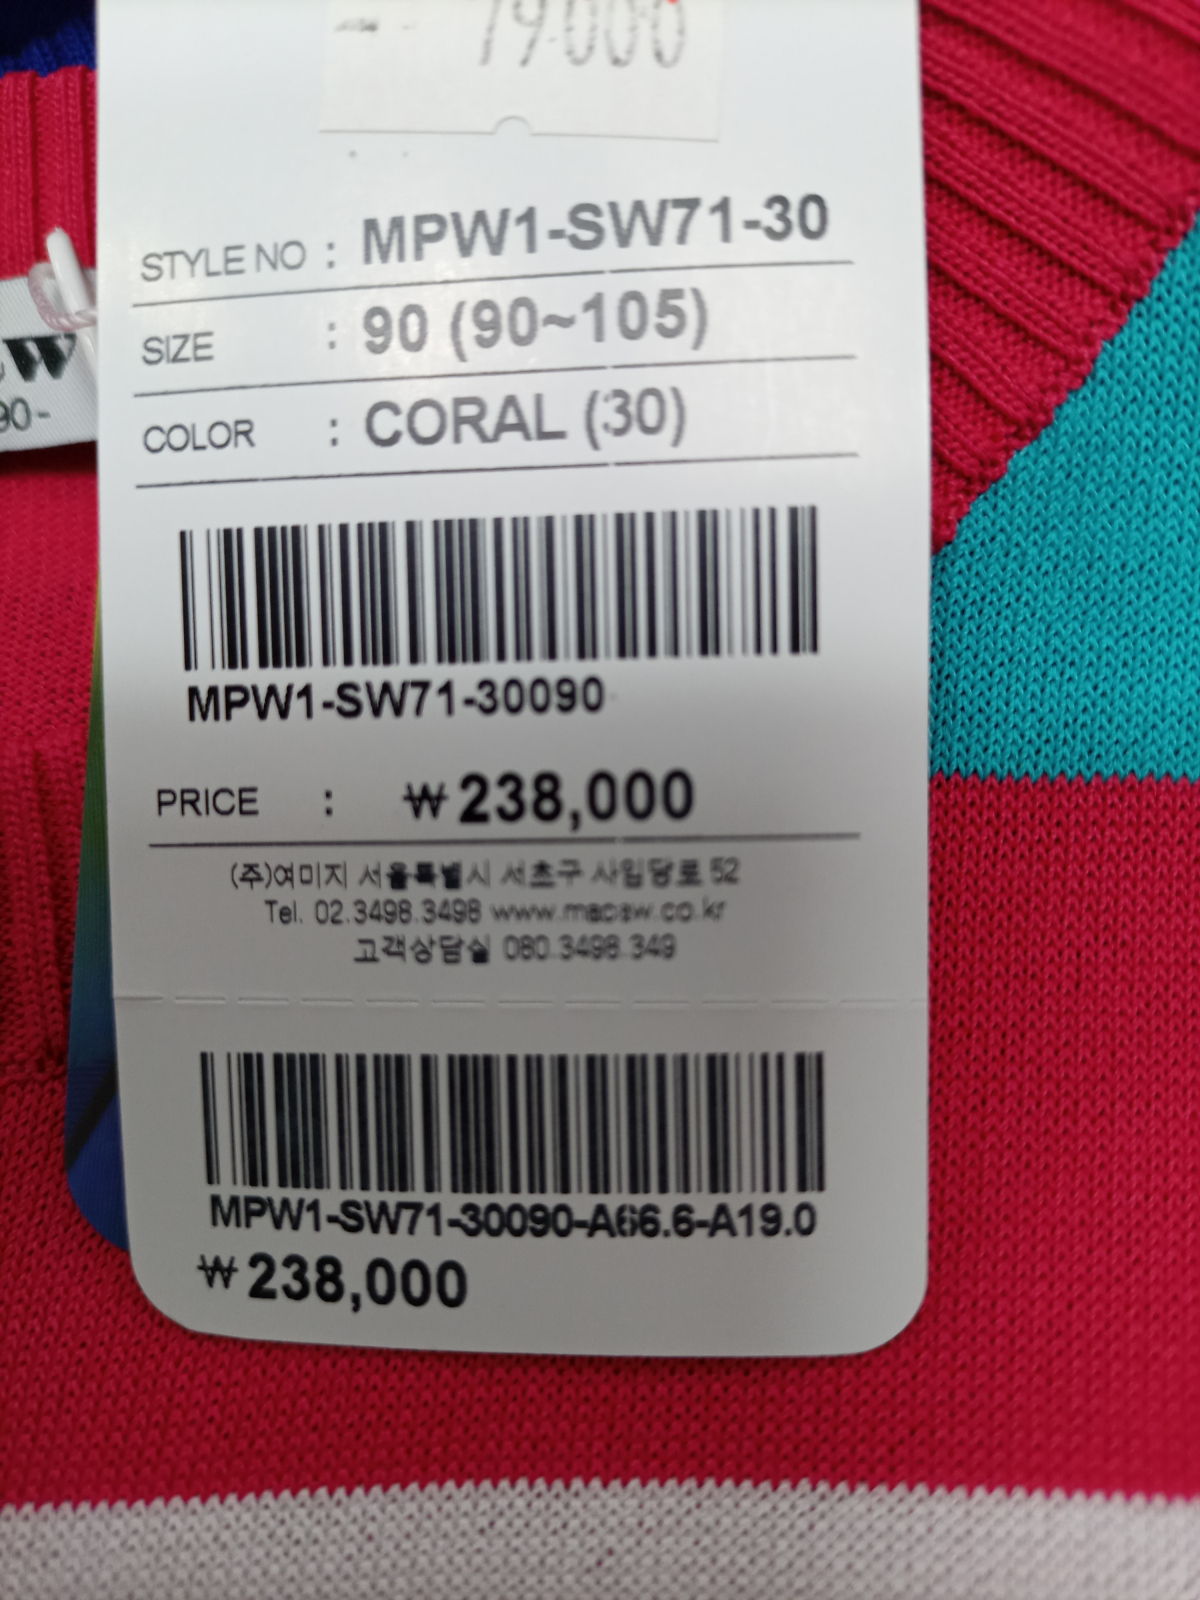 79.000
STYLE NO : MPW1-SW71-30
SIZE : 90 (90~105)
COLOR : CORAL (30)
MPW1-SW71-30090
PRICE : ₩238,000
(주)여미지 서울특별시 서초구 사임당로 52
Tel. 02.3498.3498 www.macaw.co.kr
고객상담실 080.3498.349
MPW1-SW71-30090-A66.6-A19.0
₩238,000
90-